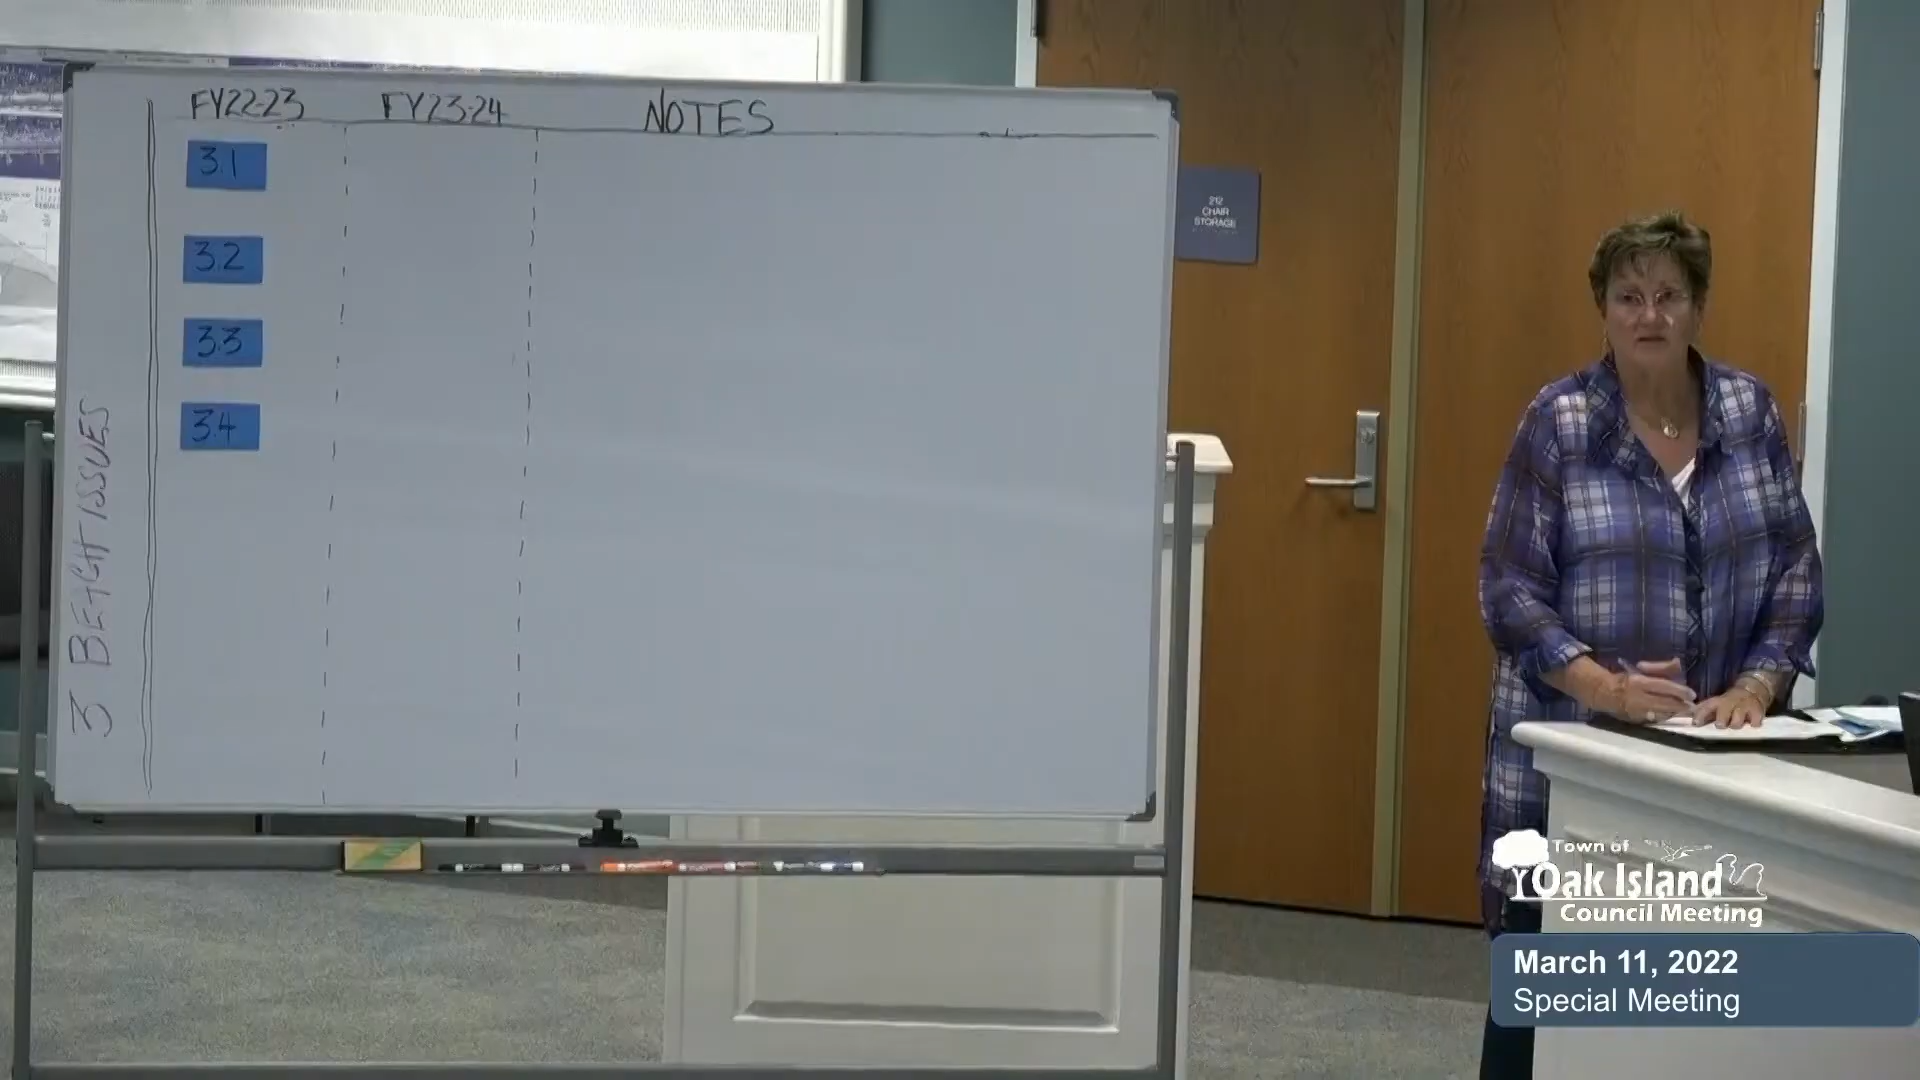 FY22-23 FY23-24 NOTES
3.1
3.2
3.3
3.4
3 BEACH ISSUES
212
CHAIR
STORAGE
Town of
Oak Island
Council Meeting
March 11, 2022
Special Meeting